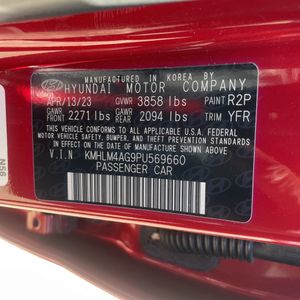 MANUFACTURED IN KOREA BY
HYUNDAI MOTOR COMPANY
APR/13/23 GVWR 3858 lbs PAINT R2P
GAWR FRONT 2271 lbs GAWR REAR 2094 lbs TRIM YFR
THIS VEHICLE CONFORMS TO ALL APPLICABLE
FEDERAL MOTOR VEHICLE SAFETY, BUMPER,
AND THEFT PREVENTION STANDARDS
IN EFFECT ON THE DATE OF MANUFACTURE
SHOWN ABOVE.
V.I.N KMHLM4AG9PU569660
PASSENGER CAR
N56